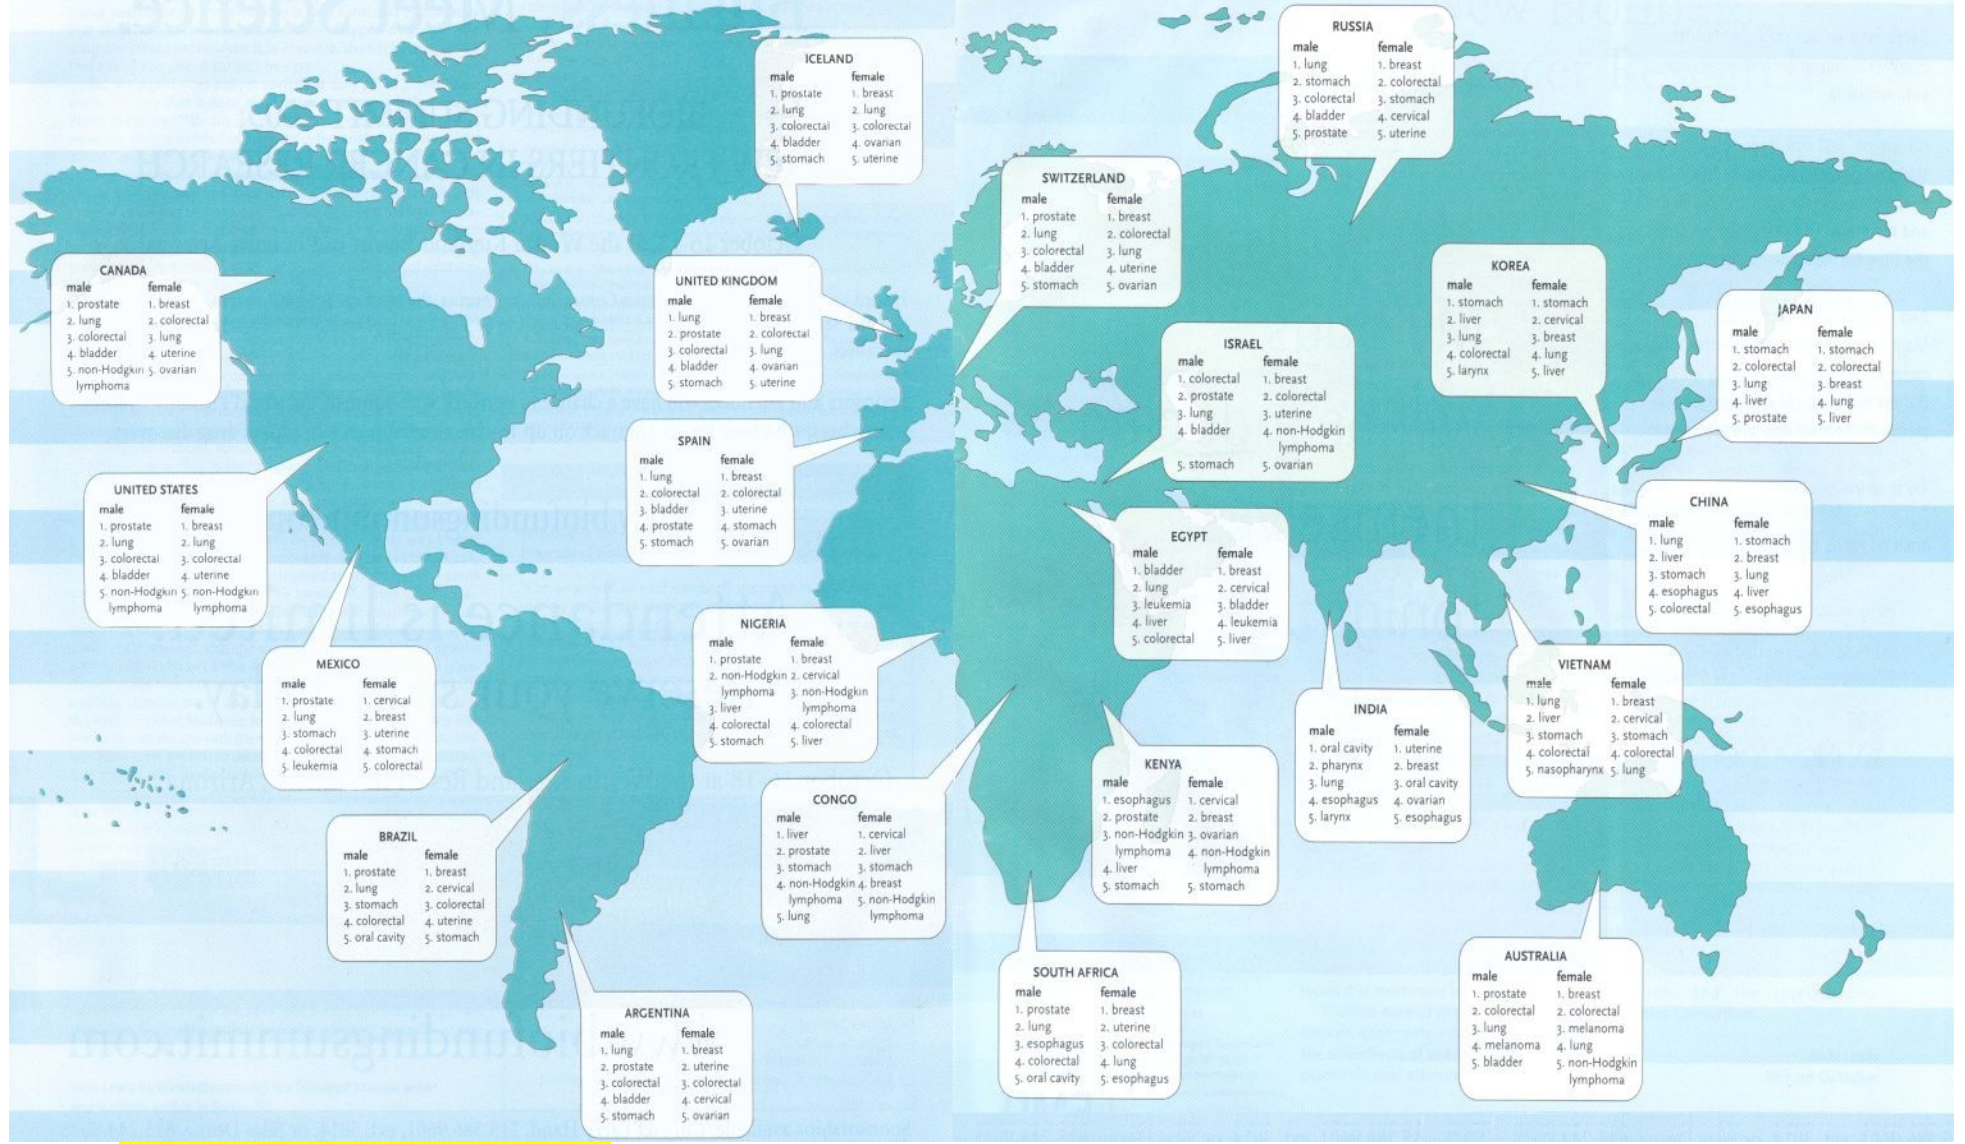 ICELAND
male female
1. prostate 1. breast
2. lung 2. lung
3. colorectal 3. colorectal
4. bladder 4. ovarian
5. stomach 5. uterine
RUSSIA
male female
1. lung 1. breast
2. stomach 2. colorectal
3. colorectal 3. stomach
4. bladder 4. cervical
5. prostate 5. uterine
SWITZERLAND
male female
1. prostate 1. breast
2. lung 2. colorectal
3. colorectal 3. lung
4. bladder 4. uterine
5. stomach 5. ovarian
CANADA
male female
1. prostate 1. breast
2. lung 2. colorectal
3. colorectal 3. lung
4. bladder 4. uterine
5. non-Hodgkin 5. ovarian
lymphoma
UNITED KINGDOM
male female
1. lung 1. breast
2. prostate 2. colorectal
3. colorectal 3. lung
4. bladder 4. ovarian
5. stomach 5. uterine
KOREA
male female
1. stomach 1. stomach
2. liver 2. cervical
3. lung 3. breast
4. colorectal 4. lung
5. larynx 5. liver
JAPAN
male female
1. stomach 1. stomach
2. colorectal 2. colorectal
3. lung 3. breast
4. liver 4. lung
5. prostate 5. liver
ISRAEL
male female
1. colorectal 1. breast
2. prostate 2. colorectal
3. lung 3. uterine
4. bladder 4. non-Hodgkin
lymphoma
5. stomach 5. ovarian
SPAIN
male female
1. lung 1. breast
2. colorectal 2. colorectal
3. bladder 3. uterine
4. prostate 4. stomach
5. stomach 5. ovarian
UNITED STATES
male female
1. prostate 1. breast
2. lung 2. lung
3. colorectal 3. colorectal
4. bladder 4. uterine
5. non-Hodgkin 5. non-Hodgkin
lymphoma lymphoma
CHINA
male female
1. lung 1. stomach
2. liver 2. breast
3. stomach 3. lung
4. esophagus 4. liver
5. colorectal 5. esophagus
EGYPT
male female
1. bladder 1. breast
2. lung 2. cervical
3. leukemia 3. bladder
4. liver 4. leukemia
5. colorectal 5. liver
NIGERIA
male female
1. prostate 1. breast
2. non-Hodgkin 2. cervical
lymphoma 3. non-Hodgkin
3. liver lymphoma
4. colorectal 4. colorectal
5. stomach 5. liver
MEXICO
male female
1. prostate 1. cervical
2. lung 2. breast
3. stomach 3. uterine
4. colorectal 4. stomach
5. leukemia 5. colorectal
VIETNAM
male female
1. lung 1. breast
2. liver 2. cervical
3. stomach 3. stomach
4. colorectal 4. colorectal
5. nasopharynx 5. lung
INDIA
male female
1. oral cavity 1. uterine
2. pharynx 2. breast
3. lung 3. oral cavity
4. esophagus 4. ovarian
5. larynx 5. esophagus
KENYA
male female
1. esophagus 1. cervical
2. prostate 2. breast
3. non-Hodgkin 3. ovarian
lymphoma 4. non-Hodgkin
4. liver lymphoma
5. stomach 5. stomach
CONGO
male female
1. liver 1. cervical
2. prostate 2. liver
3. stomach 3. stomach
4. non-Hodgkin 4. breast
lymphoma 5. non-Hodgkin
5. lung lymphoma
BRAZIL
male female
1. prostate 1. breast
2. lung 2. cervical
3. stomach 3. colorectal
4. colorectal 4. uterine
5. oral cavity 5. stomach
AUSTRALIA
male female
1. prostate 1. breast
2. colorectal 2. colorectal
3. lung 3. melanoma
4. melanoma 4. lung
5. bladder 5. non-Hodgkin
lymphoma
SOUTH AFRICA
male female
1. prostate 1. breast
2. lung 2. uterine
3. esophagus 3. colorectal
4. colorectal 4. lung
5. oral cavity 5. esophagus
ARGENTINA
male female
1. lung 1. breast
2. prostate 2. uterine
3. colorectal 3. colorectal
4. bladder 4. cervical
5. stomach 5. ovarian